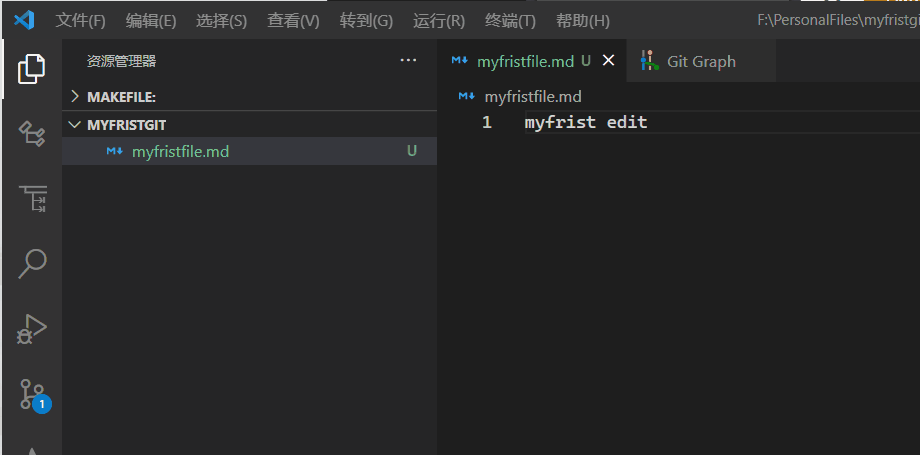 文件(F) 编辑(E) 选择(S) 查看(V) 转到(G) 运行(R) 终端(T) 帮助(H) F:\PersonalFiles\myfristgi
资源管理器 ···
MAKEFILE:
MYFRISTGIT
M↓ myfristfile.md U
M↓ myfristfile.md U × Git Graph
M↓ myfristfile.md
1 myfrist edit
1